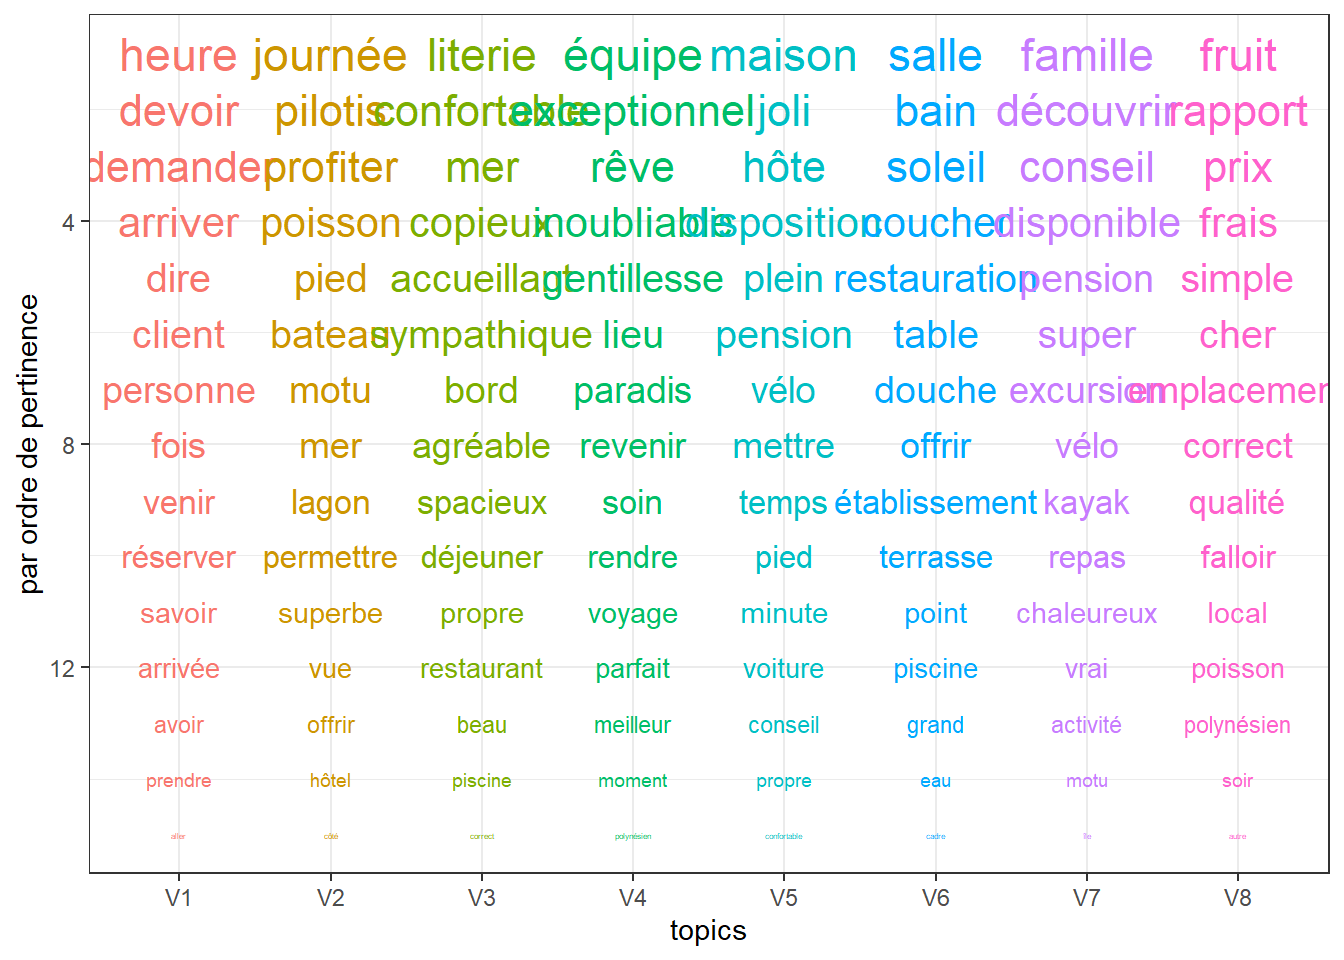 heure journée literie équipe maison salle famille fruit
devoir pilotis confortable exceptionnel joli bain découvrir rapport
demander profiter mer rêve hôte soleil conseil prix
4 arriver poisson copieux inoubliable disposition coucher disponible frais
dire pied accueillant gentillesse plein restauration pension simple
client bateau sympathique lieu pension table super cher
personne motu bord paradis vélo douche excursion emplacemen
8 fois mer agréable revenir mettre offrir vélo correct
venir lagon spacieux soin temps établissement kayak qualité
réserver permettre déjeuner rendre pied terrasse repas falloir
savoir superbe propre voyage minute point chaleureux local
12 arrivée vue restaurant parfait voiture piscine vrai poisson
avoir offrir beau meilleur conseil grand activité polynésien
prendre hôtel piscine moment propre eau motu soir
aller côté correct polynésien confortable cadre île autre
V1 V2 V3 V4 V5 V6 V7 V8
topics
par ordre de pertinence